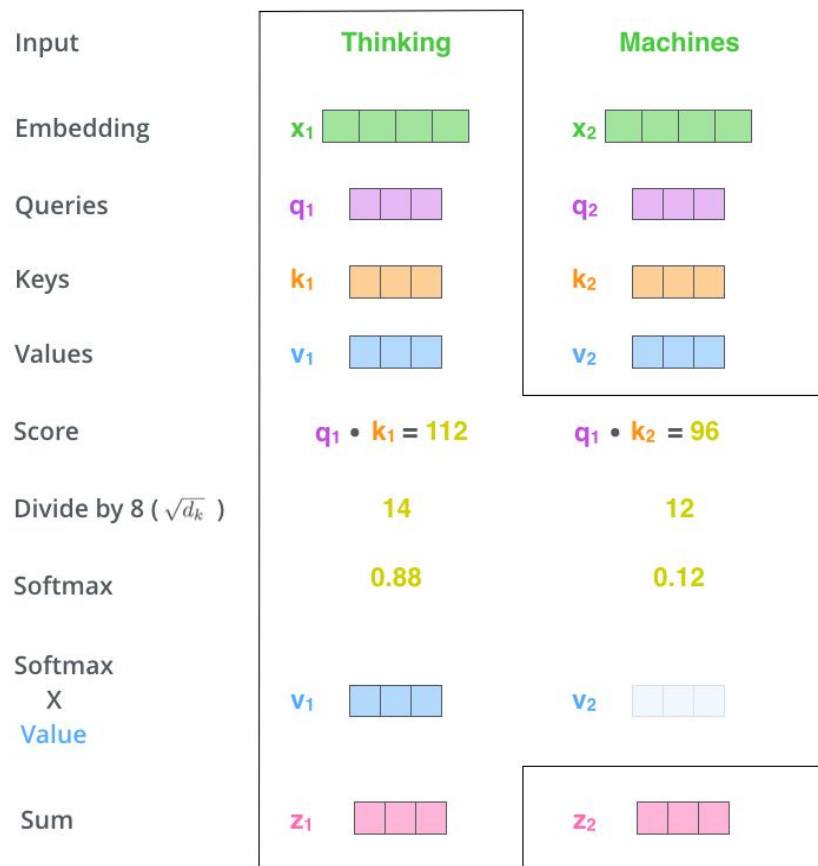 Input Thinking Machines
Embedding x₁ x₂
Queries q₁ q₂
Keys k₁ k₂
Values v₁ v₂
Score q₁ • k₁ = 112 q₁ • k₂ = 96
Divide by 8 ( √dₖ ) 14 12
Softmax 0.88 0.12
Softmax
X
Value
v₁ v₂
Sum z₁ z₂